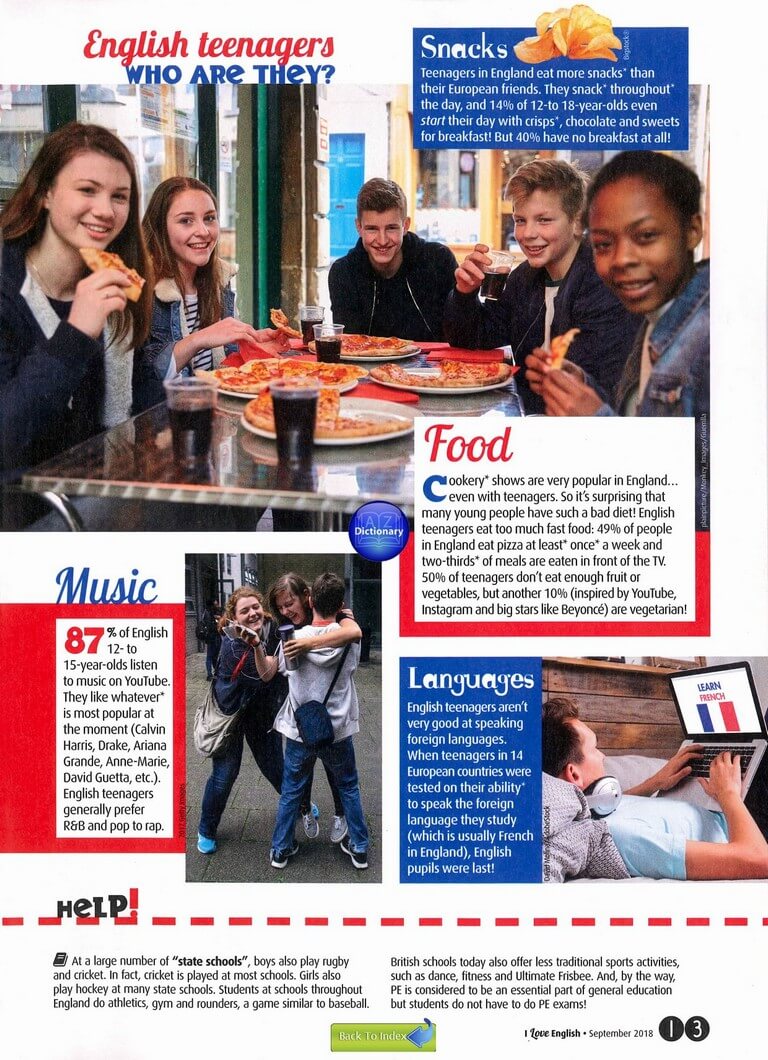 English teenagers
WHO ARE THEY?
Snacks
Bigstock®
Teenagers in England eat more snacks* than
their European friends. They snack* throughout*
the day, and 14% of 12-to 18-year-olds even
start their day with crisps*, chocolate and sweets
for breakfast! But 40% have no breakfast at all!
Food
Cookery* shows are very popular in England...
even with teenagers. So it's surprising that
many young people have such a bad diet! English
teenagers eat too much fast food: 49% of people
in England eat pizza at least* once* a week and
two-thirds* of meals are eaten in front of the TV.
50% of teenagers don't eat enough fruit or
vegetables, but another 10% (inspired by YouTube,
Instagram and big stars like Beyoncé) are vegetarian!
plainpicture/Monkey_Images/Guerrilla
A-Z
Dictionary
Music
87% of English
12- to
15-year-olds listen
to music on YouTube.
They like whatever*
is most popular at
the moment (Calvin
Harris, Drake, Ariana
Grande, Anne-Marie,
David Guetta, etc.).
English teenagers
generally prefer
R&B and pop to rap.
Languages
English teenagers aren't
very good at speaking
foreign languages.
When teenagers in 14
European countries were
tested on their ability*
to speak the foreign
language they study
(which is usually French
in England), English
pupils were last!
LEARN
FRENCH
HELP!
At a large number of “state schools”, boys also play rugby
and cricket. In fact, cricket is played at most schools. Girls also
play hockey at many state schools. Students at schools throughout
England do athletics, gym and rounders, a game similar to baseball.
British schools today also offer less traditional sports activities,
such as dance, fitness and Ultimate Frisbee. And, by the way,
PE is considered to be an essential part of general education
but students do not have to do PE exams!
Back To Index
I Love English • September 2018 13